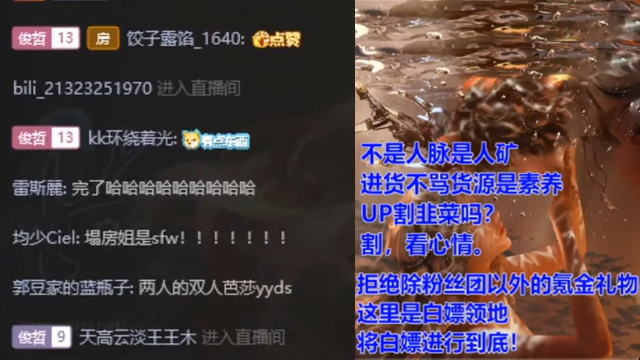 俊哲 13 房 饺子露馅_1640: 点赞
bili_21323251970 进入直播间
俊哲 13 kk环绕着光: 有点东西
雷斯麗: 完了哈哈哈哈哈哈哈哈哈
均少Ciel: 塌房姐是sfw！！！！！！！
郭豆家的蓝瓶子: 两人的双人芭莎yyds
俊哲 9 天高云淡王王木 进入直播间
不是人脉是人矿
进货不骂货源是素养
UP割韭菜吗?
割，看心情。
拒绝除粉丝团以外的氪金礼物
这里是白嫖领地
将白嫖进行到底!